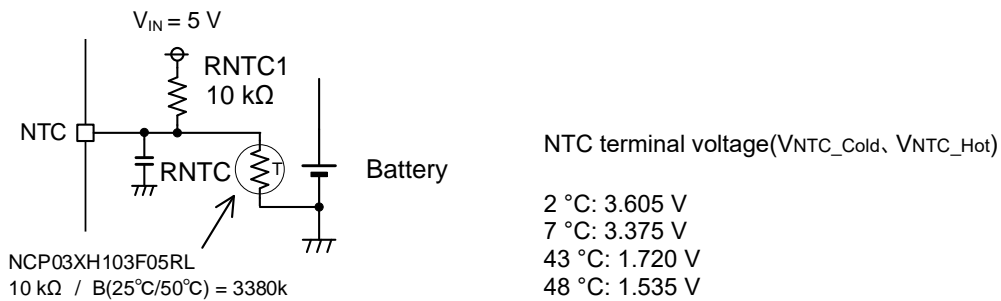 VIN = 5 V
RNTC1
10 kΩ
NTC
RNTC
T
Battery
NCP03XH103F05RL
10 kΩ / B(25°C/50°C) = 3380k
NTC terminal voltage(VNTC_Cold、VNTC_Hot)
2 °C: 3.605 V
7 °C: 3.375 V
43 °C: 1.720 V
48 °C: 1.535 V